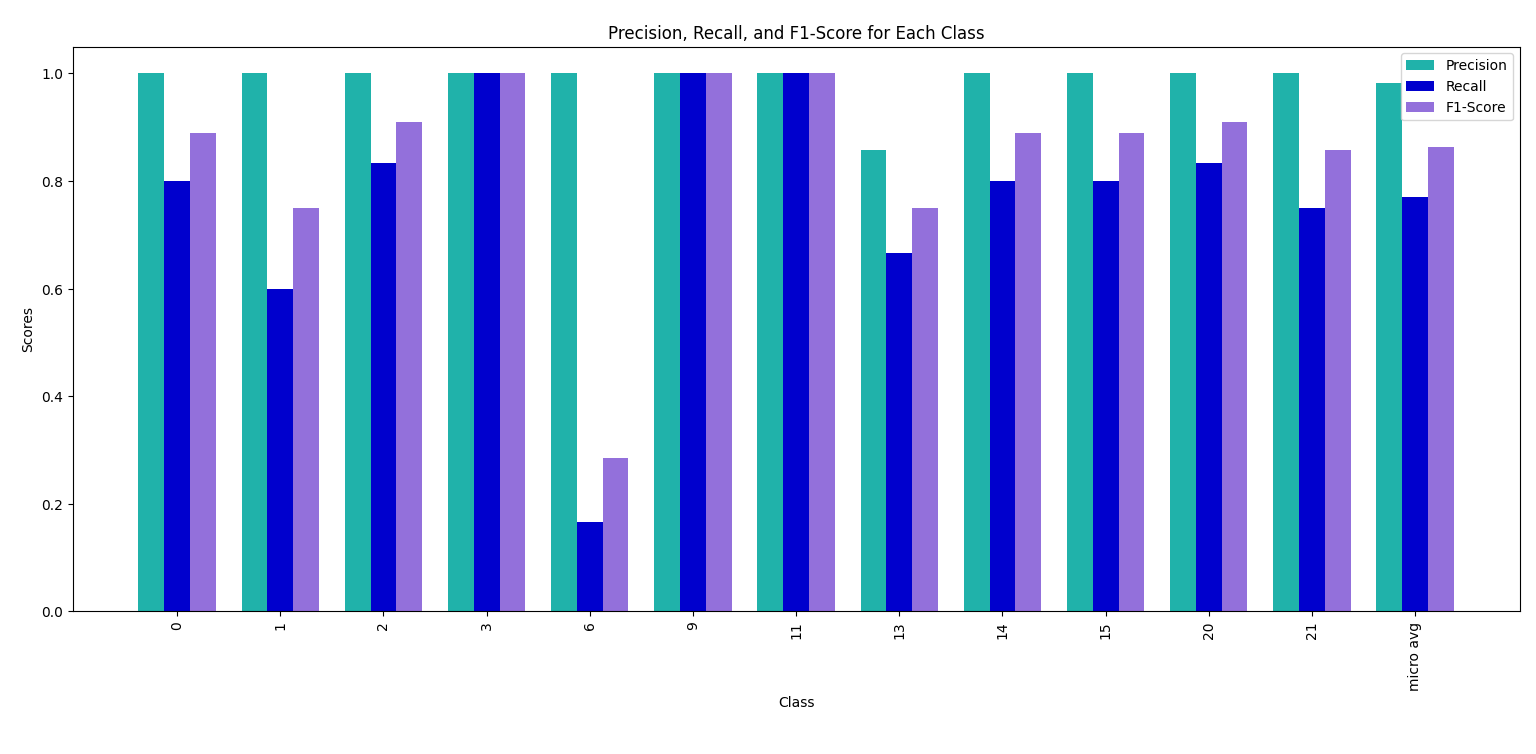 Precision, Recall, and F1-Score for Each Class
Precision
Recall
F1-Score
1.0
0.8
0.6
0.4
0.2
0.0
Scores
0
1
2
3
6
9
11
13
14
15
20
21
micro avg
Class